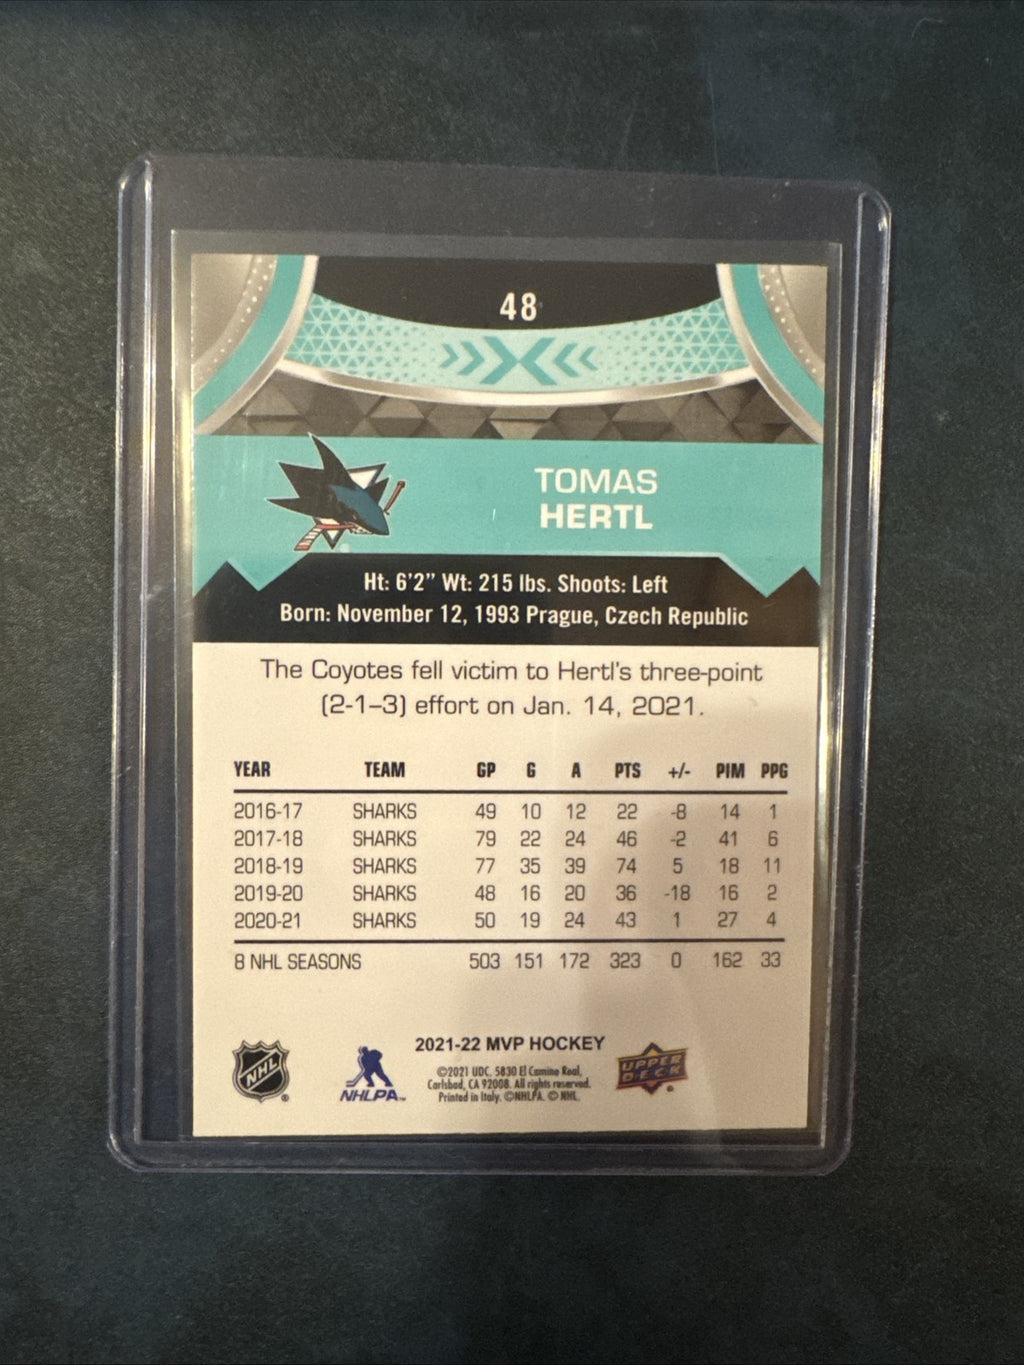 48
TOMAS
HERTL
Ht: 6'2" Wt: 215 lbs. Shoots: Left
Born: November 12, 1993 Prague, Czech Republic
The Coyotes fell victim to Hertl's three-point
(2-1–3) effort on Jan. 14, 2021.
YEAR TEAM GP G A PTS +/- PIM PPG
2016-17 SHARKS 49 10 12 22 -8 14 1
2017-18 SHARKS 79 22 24 46 -2 41 6
2018-19 SHARKS 77 35 39 74 5 18 11
2019-20 SHARKS 48 16 20 36 -18 16 2
2020-21 SHARKS 50 19 24 43 1 27 4
8 NHL SEASONS 503 151 172 323 0 162 33
NHL
NHLPA
2021-22 MVP HOCKEY
©2021 UDC. 5830 El Camino Real,
Carlsbad, CA 92008. All rights reserved.
Printed in Italy. ©NHLPA. © NHL.
UPPER
DECK